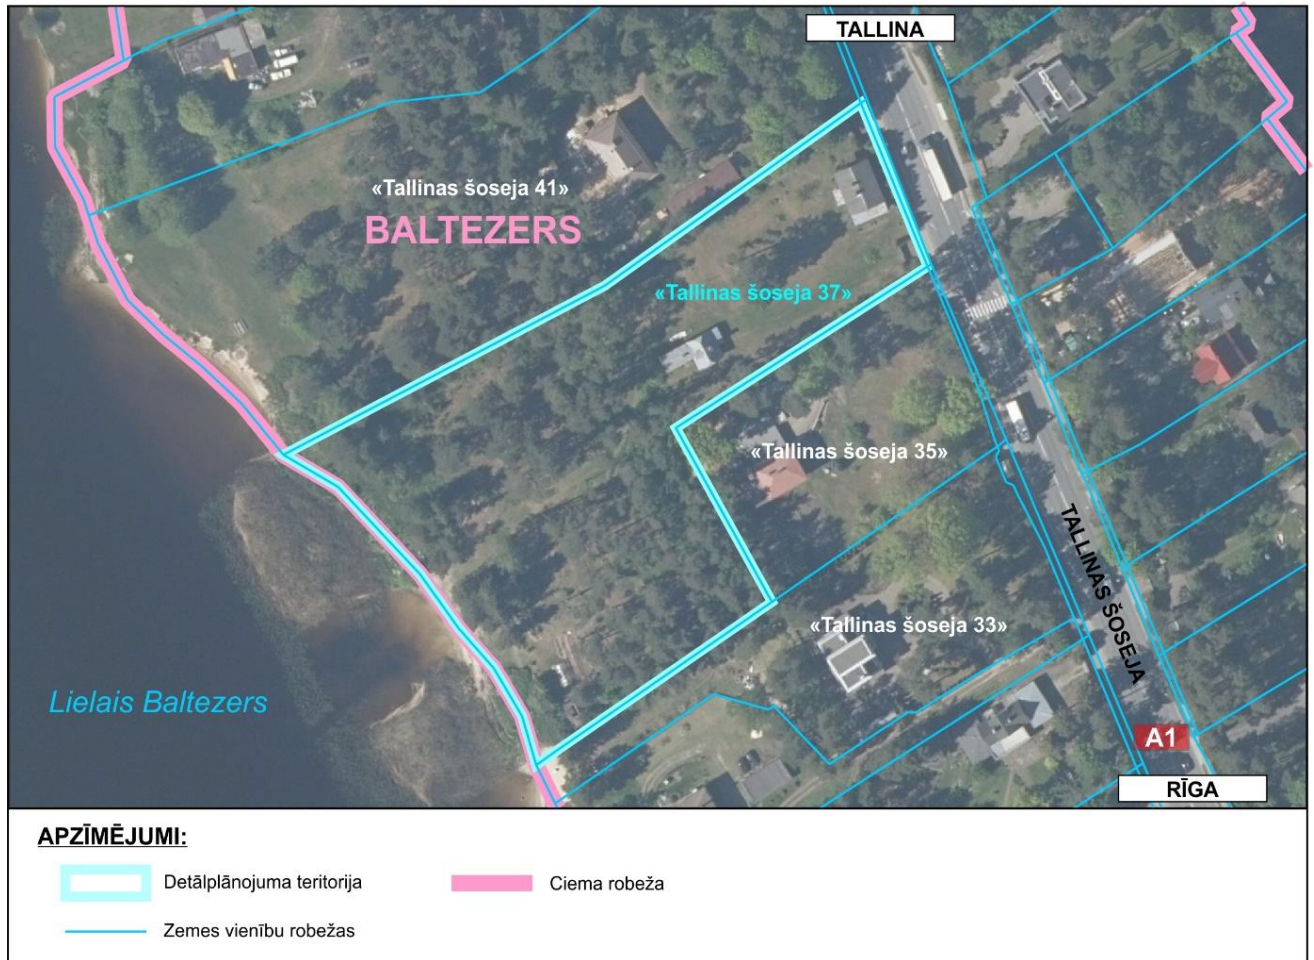 TALLINA
«Tallinas šoseja 41»
BALTEZERS
«Tallinas šoseja 37»
«Tallinas šoseja 35»
TALLINAS ŠOSEJA
«Tallinas šoseja 33»
Lielais Baltezers
A1
RĪGA
APZĪMĒJUMI:
Detālplānojuma teritorija
Ciema robeža
Zemes vienību robežas